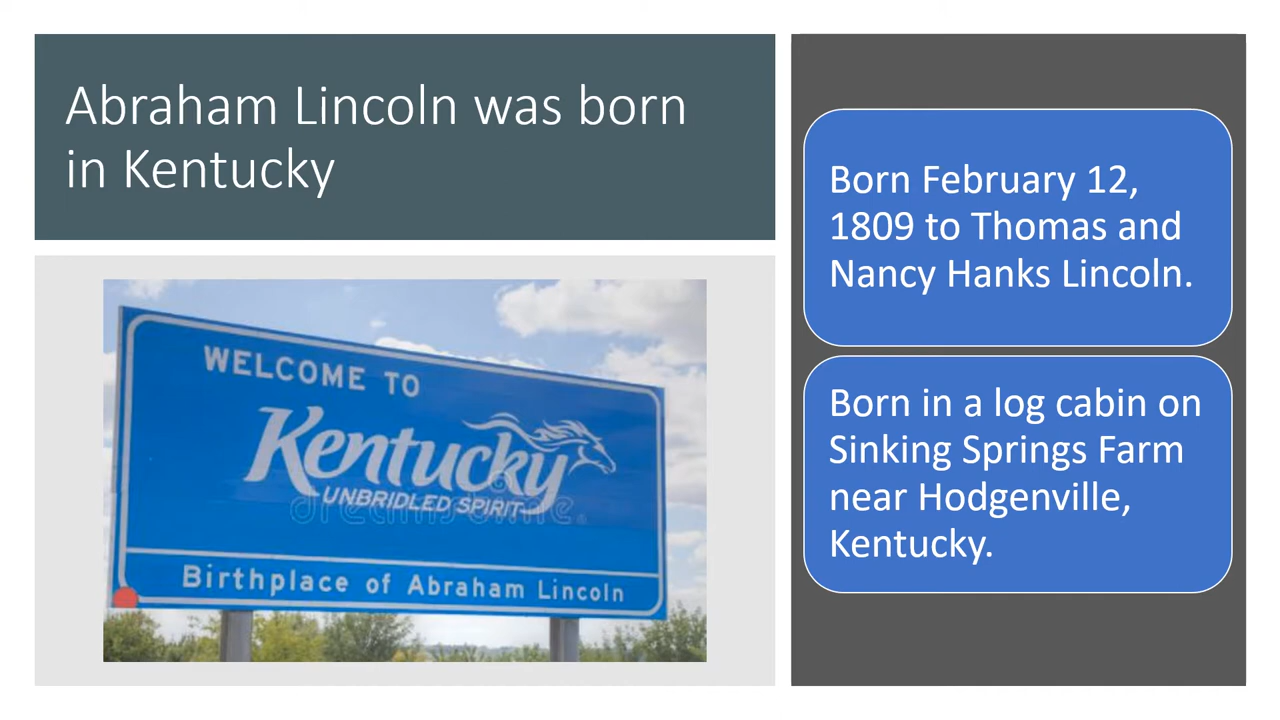 Abraham Lincoln was born
in Kentucky
WELCOME TO
Kentucky
UNBRIDLED SPIRIT
dreamstime.
Birthplace of Abraham Lincoln
Born February 12,
1809 to Thomas and
Nancy Hanks Lincoln.
Born in a log cabin on
Sinking Springs Farm
near Hodgenville,
Kentucky.